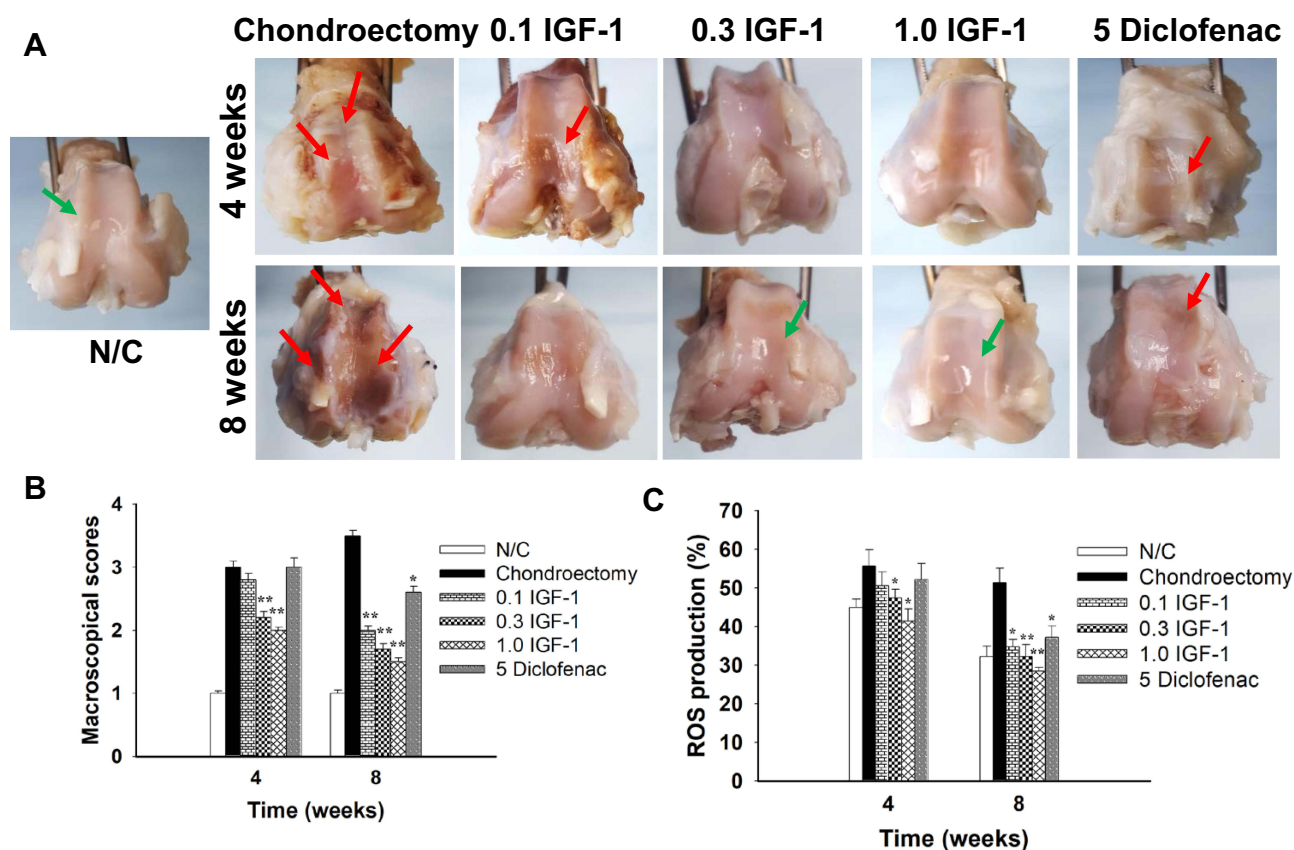 A
Chondroectomy 0.1 IGF-1 0.3 IGF-1 1.0 IGF-1 5 Diclofenac
4 weeks
N/C
8 weeks
B
Macroscopical scores
4
3
2
1
0
** ** ** ** ** *
4 8
Time (weeks)
N/C
Chondroectomy
0.1 IGF-1
0.3 IGF-1
1.0 IGF-1
5 Diclofenac
C
ROS production (%)
70
60
50
40
30
20
10
0
* * * ** ** *
4 8
Time (weeks)
N/C
Chondroectomy
0.1 IGF-1
0.3 IGF-1
1.0 IGF-1
5 Diclofenac